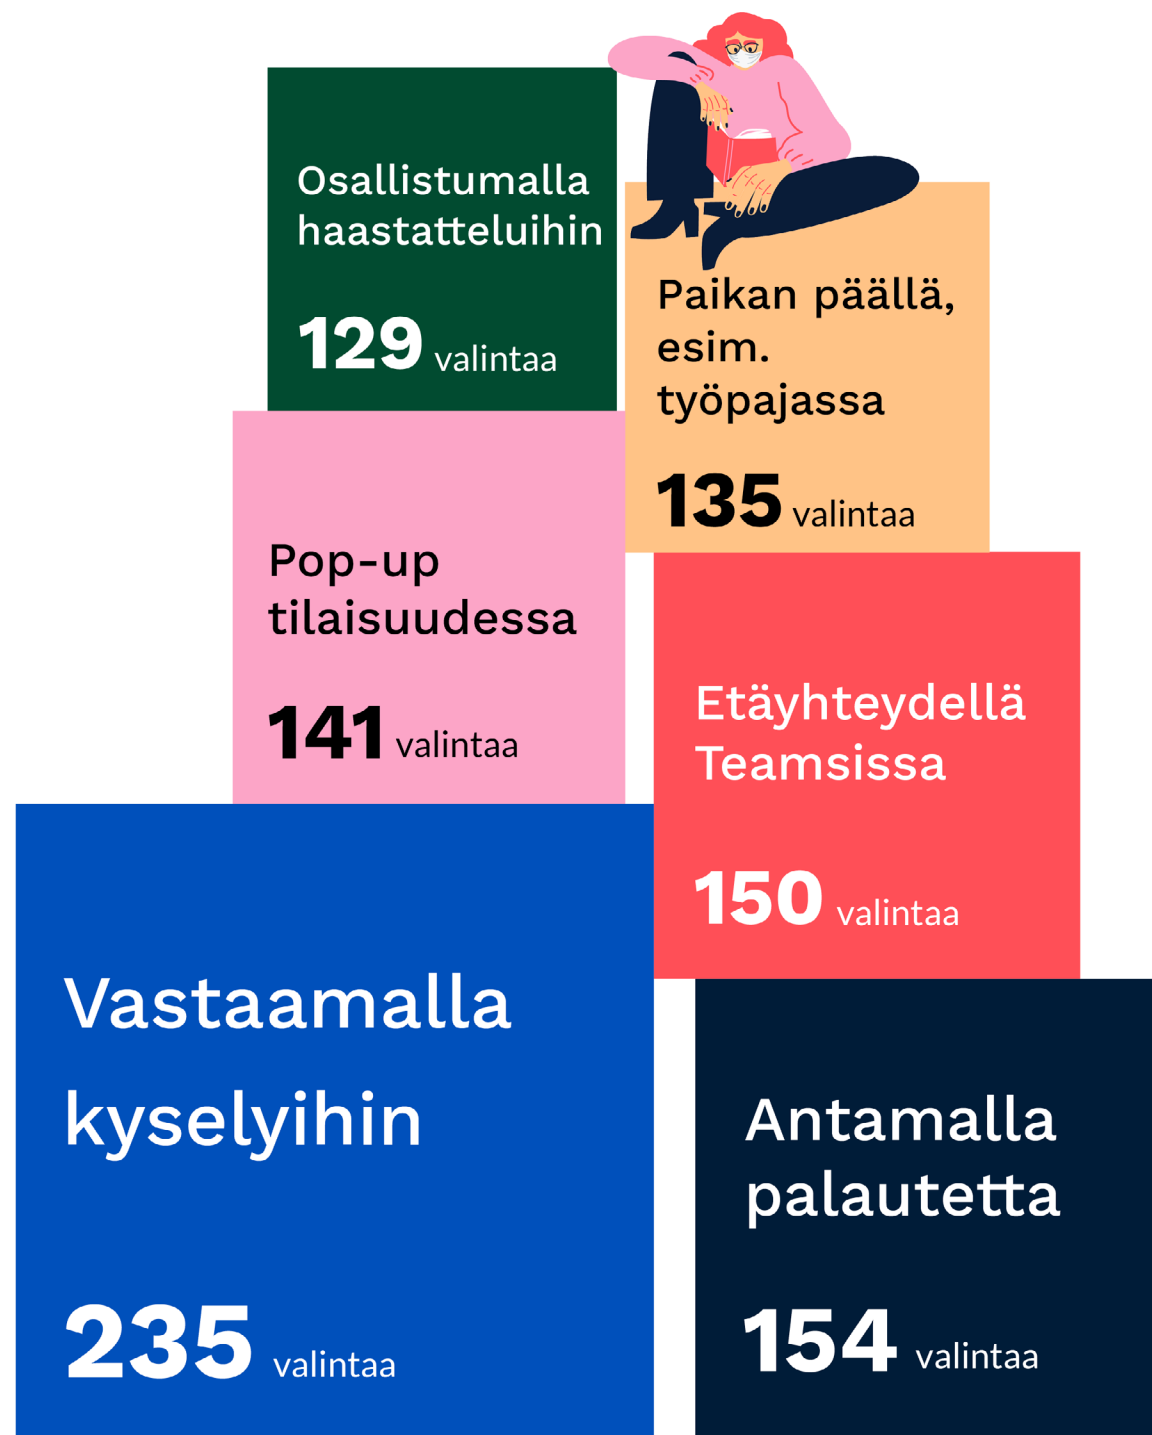 Osallistumalla
haastatteluihin
129 valintaa
Paikan päällä,
esim.
työpajassa
135 valintaa
Pop-up
tilaisuudessa
141 valintaa
Etäyhteydellä
Teamsissa
150 valintaa
Vastaamalla
kyselyihin
235 valintaa
Antamalla
palautetta
154 valintaa